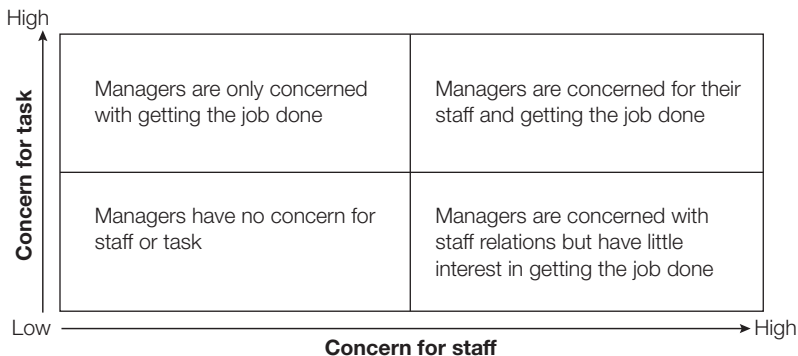 High
Concern for task
Managers are only concerned
with getting the job done
Managers are concerned for their
staff and getting the job done
Managers have no concern for
staff or task
Managers are concerned with
staff relations but have little
interest in getting the job done
Low
High
Concern for staff